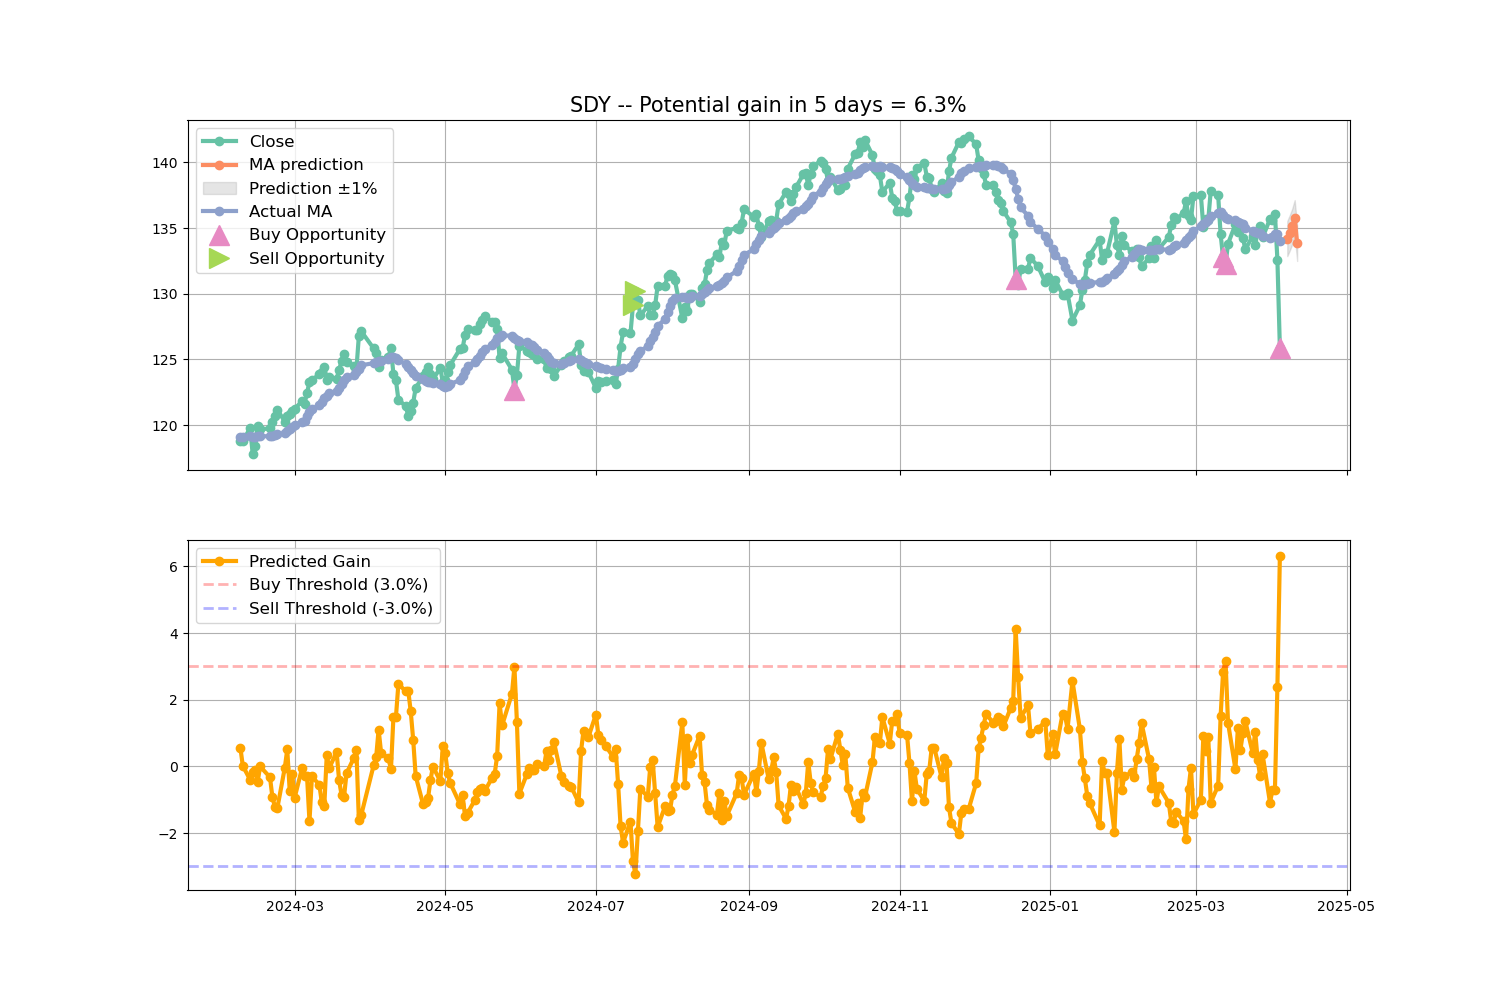 SDY -- Potential gain in 5 days = 6.3%
Close
MA prediction
Prediction ±1%
Actual MA
Buy Opportunity
Sell Opportunity
140
135
130
125
120
Predicted Gain
Buy Threshold (3.0%)
Sell Threshold (-3.0%)
6
4
2
0
−2
2024-03 2024-05 2024-07 2024-09 2024-11 2025-01 2025-03 2025-05